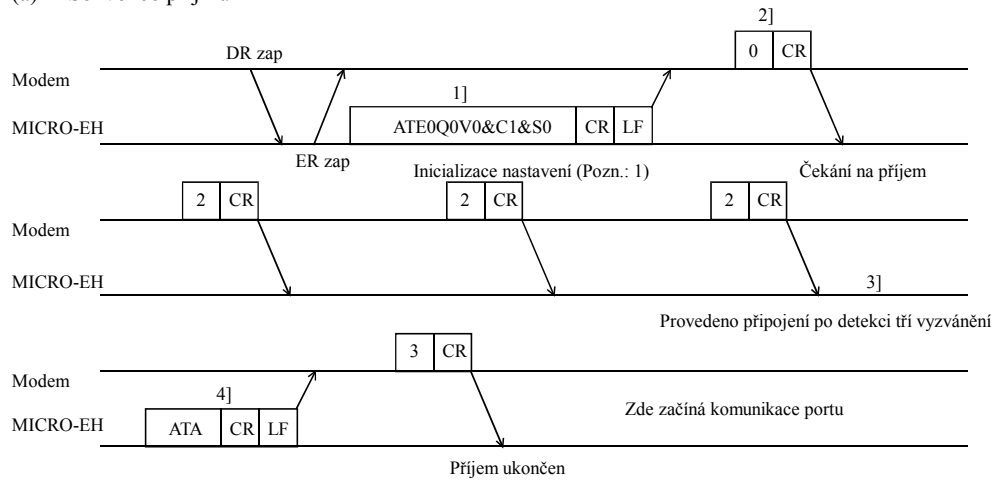 2]
DR zap
0 CR
Modem
1]
MICRO-EH
ATE0Q0V0&C1&S0 CR LF
ER zap
Inicializace nastavení (Pozn.: 1)
Čekání na příjem
2 CR 2 CR 2 CR
Modem
MICRO-EH
3]
Provedeno připojení po detekci tří vyzvánění
3 CR
Modem
4]
Zde začíná komunikace portu
MICRO-EH
ATA CR LF
Příjem ukončen